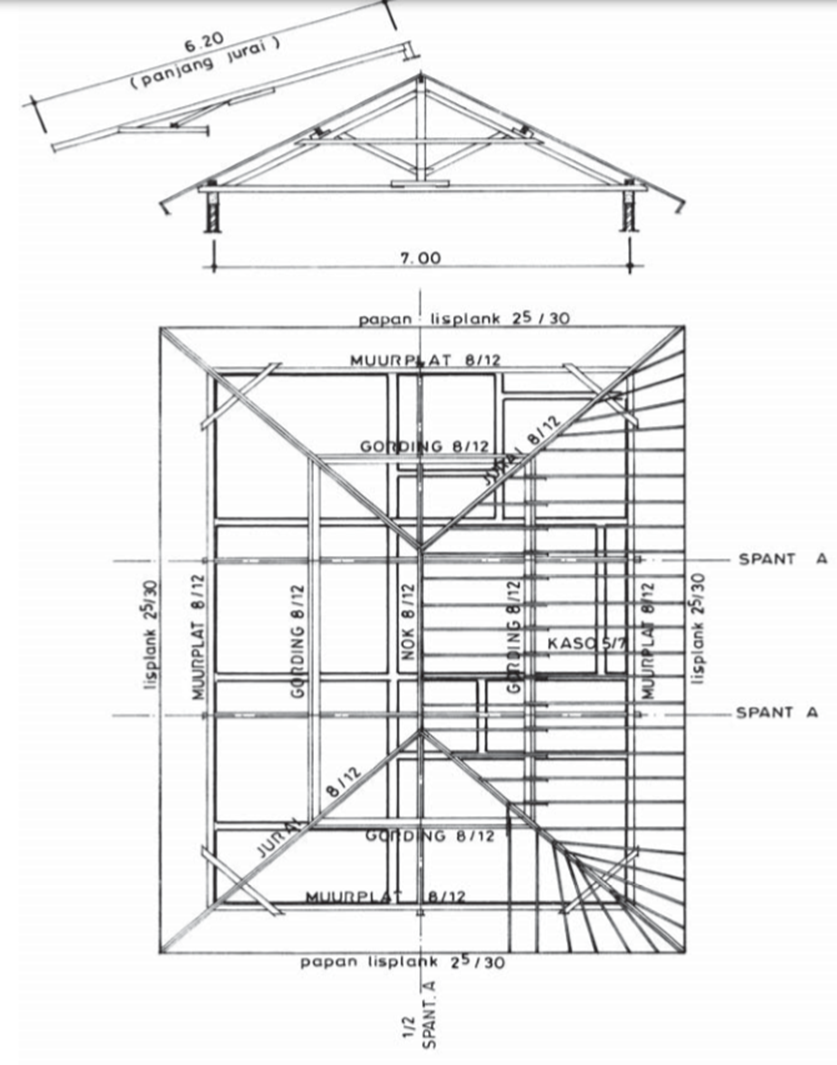 6.20
(panjang jurai)
7.00
papan lisplank 2⁵/30
MUURPLAT 8/12
GORDING 8/12
JURAI 8/12
SPANT A
lisplank 2⁵/30
MUURPLAT 8/12
GORDING 8/12
NOK 8/12
GORDING 8/12
KASO 5/7
MUURPLAT 8/12
lisplank 2⁵/30
SPANT A
JURAI 8/12
GORDING 8/12
MUURPLAT 8/12
papan lisplank 2⁵/30
1/2
SPANT.A